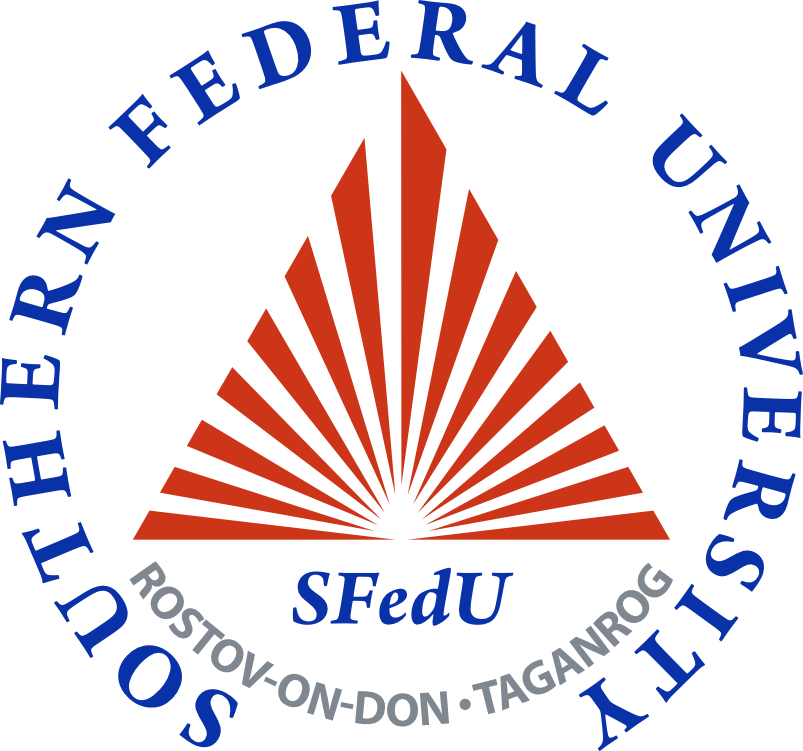 SOUTHERN FEDERAL UNIVERSITY
SFedU
ROSTOV-ON-DON • TAGANROG